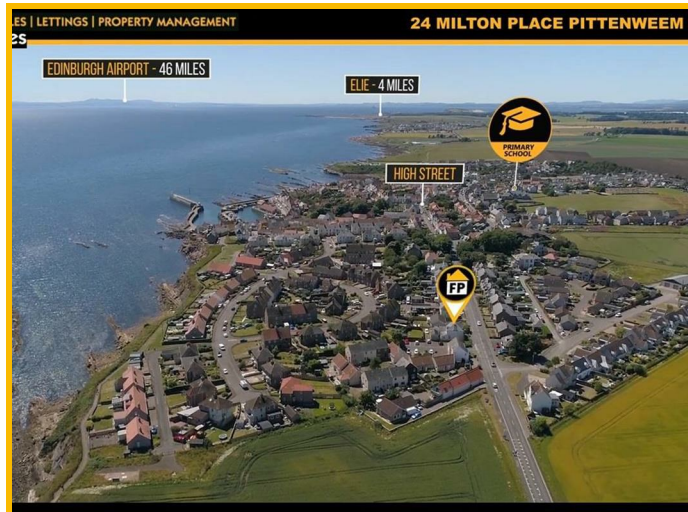 LES | LETTINGS | PROPERTY MANAGEMENT
24 MILTON PLACE PITTENWEEM
es
EDINBURGH AIRPORT - 46 MILES
ELIE - 4 MILES
PRIMARY
SCHOOL
HIGH STREET
FP